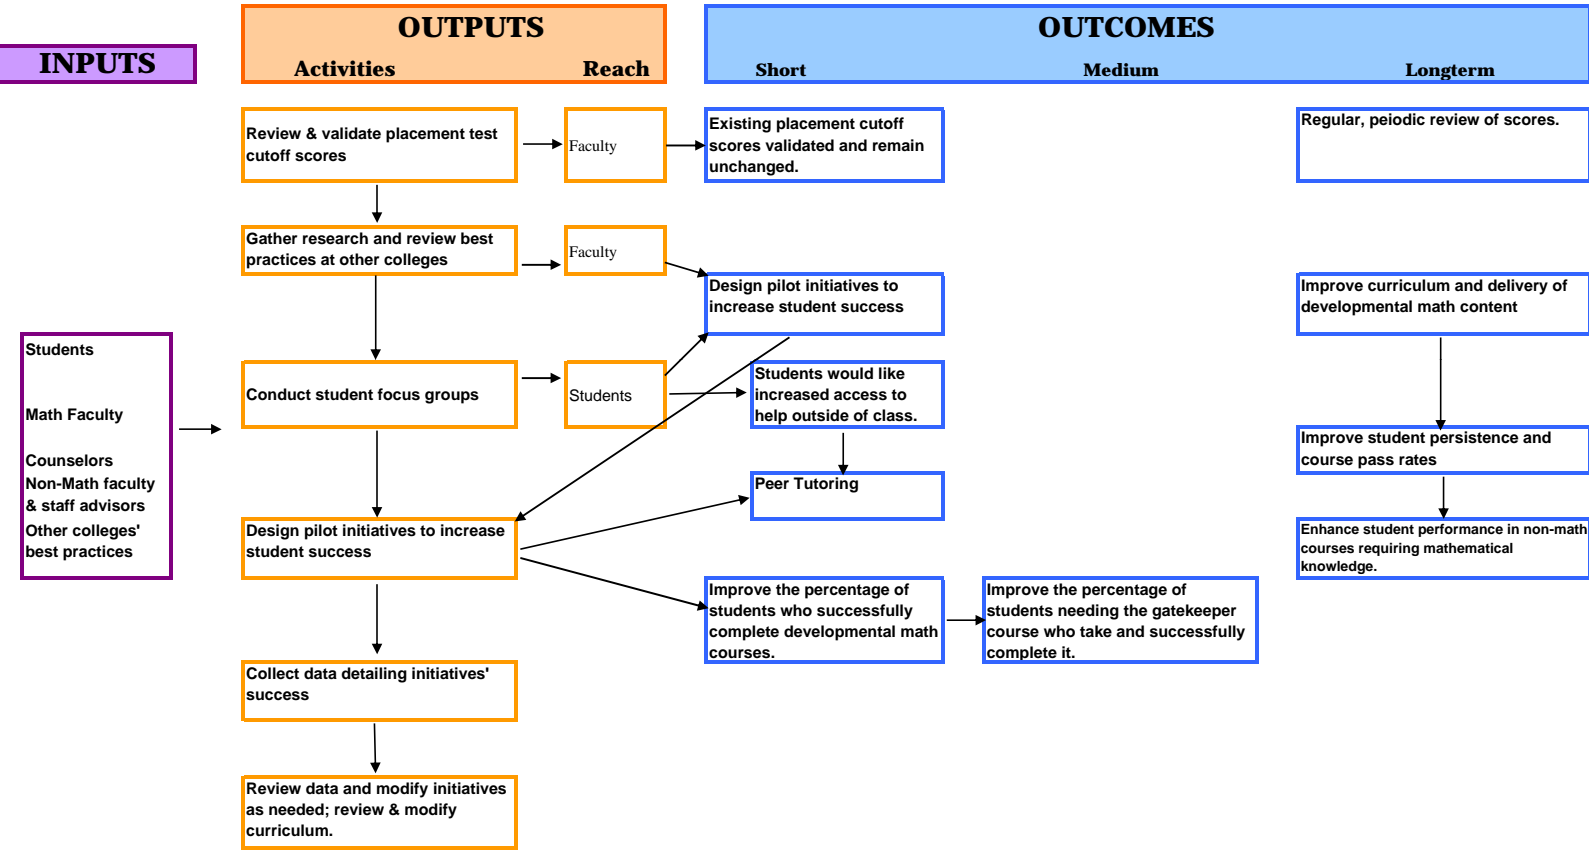 INPUTS
OUTPUTS
Activities
Reach
OUTCOMES
Short
Medium
Longterm
Review & validate placement test
cutoff scores
Faculty
Existing placement cutoff
scores validated and remain
unchanged.
Regular, peiodic review of scores.
Gather research and review best
practices at other colleges
Faculty
Design pilot initiatives to
increase student success
Improve curriculum and delivery of
developmental math content
Students
Math Faculty
Counselors
Non-Math faculty
& staff advisors
Other colleges'
best practices
Conduct student focus groups
Students
Students would like
increased access to
help outside of class.
Improve student persistence and
course pass rates
Peer Tutoring
Design pilot initiatives to increase
student success
Enhance student performance in non-math
courses requiring mathematical
knowledge.
Improve the percentage of
students who successfully
complete developmental math
courses.
Improve the percentage of
students needing the gatekeeper
course who take and successfully
complete it.
Collect data detailing initiatives'
success
Review data and modify initiatives
as needed; review & modify
curriculum.